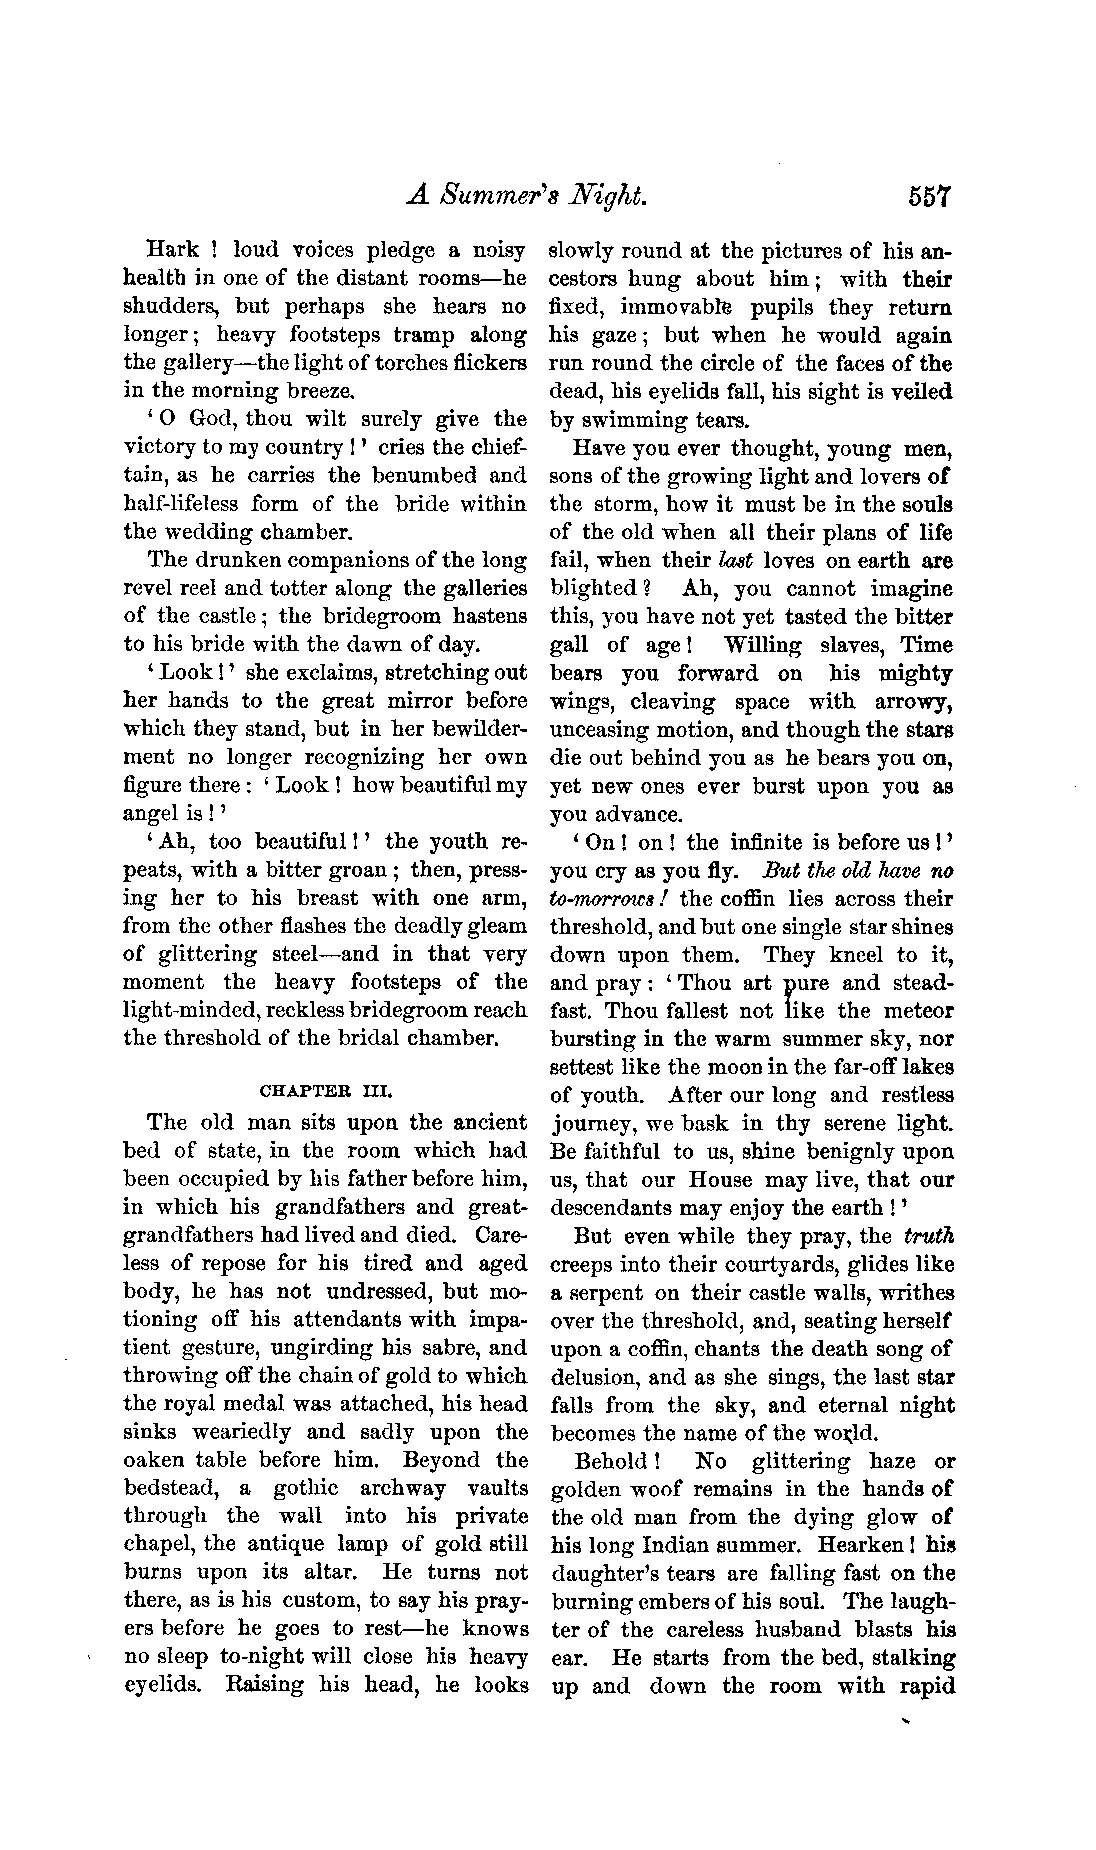 A Summer's Night. 557
Hark ! loud voices pledge a noisy
health in one of the distant rooms—he
shudders, but perhaps she hears no
longer; heavy footsteps tramp along
the gallery—the light of torches flickers
in the morning breeze.
‘O God, thou wilt surely give the
victory to my country!’ cries the chief-
tain, as he carries the benumbed and
half-lifeless form of the bride within
the wedding chamber.
The drunken companions of the long
revel reel and totter along the galleries
of the castle; the bridegroom hastens
to his bride with the dawn of day.
‘Look!’ she exclaims, stretching out
her hands to the great mirror before
which they stand, but in her bewilder-
ment no longer recognizing her own
figure there: ‘Look! how beautiful my
angel is!’
‘Ah, too beautiful!’ the youth re-
peats, with a bitter groan; then, press-
ing her to his breast with one arm,
from the other flashes the deadly gleam
of glittering steel—and in that very
moment the heavy footsteps of the
light-minded, reckless bridegroom reach
the threshold of the bridal chamber.
CHAPTER III.
The old man sits upon the ancient
bed of state, in the room which had
been occupied by his father before him,
in which his grandfathers and great-
grandfathers had lived and died. Care-
less of repose for his tired and aged
body, he has not undressed, but mo-
tioning off his attendants with impa-
tient gesture, ungirding his sabre, and
throwing off the chain of gold to which
the royal medal was attached, his head
sinks weariedly and sadly upon the
oaken table before him. Beyond the
bedstead, a gothic archway vaults
through the wall into his private
chapel, the antique lamp of gold still
burns upon its altar. He turns not
there, as is his custom, to say his pray-
ers before he goes to rest—he knows
no sleep to-night will close his heavy
eyelids. Raising his head, he looks
slowly round at the pictures of his an-
cestors hung about him; with their
fixed, immovable pupils they return
his gaze; but when he would again
run round the circle of the faces of the
dead, his eyelids fall, his sight is veiled
by swimming tears.
Have you ever thought, young men,
sons of the growing light and lovers of
the storm, how it must be in the souls
of the old when all their plans of life
fail, when their last loves on earth are
blighted? Ah, you cannot imagine
this, you have not yet tasted the bitter
gall of age! Willing slaves, Time
bears you forward on his mighty
wings, cleaving space with arrowy,
unceasing motion, and though the stars
die out behind you as he bears you on,
yet new ones ever burst upon you as
you advance.
‘On! on! the infinite is before us!’
you cry as you fly. But the old have no
to-morrows! the coffin lies across their
threshold, and but one single star shines
down upon them. They kneel to it,
and pray: ‘Thou art pure and stead-
fast. Thou fallest not like the meteor
bursting in the warm summer sky, nor
settest like the moon in the far-off lakes
of youth. After our long and restless
journey, we bask in thy serene light.
Be faithful to us, shine benignly upon
us, that our House may live, that our
descendants may enjoy the earth!’
But even while they pray, the truth
creeps into their courtyards, glides like
a serpent on their castle walls, writhes
over the threshold, and, seating herself
upon a coffin, chants the death song of
delusion, and as she sings, the last star
falls from the sky, and eternal night
becomes the name of the world.
Behold! No glittering haze or
golden woof remains in the hands of
the old man from the dying glow of
his long Indian summer. Hearken! his
daughter's tears are falling fast on the
burning embers of his soul. The laugh-
ter of the careless husband blasts his
ear. He starts from the bed, stalking
up and down the room with rapid